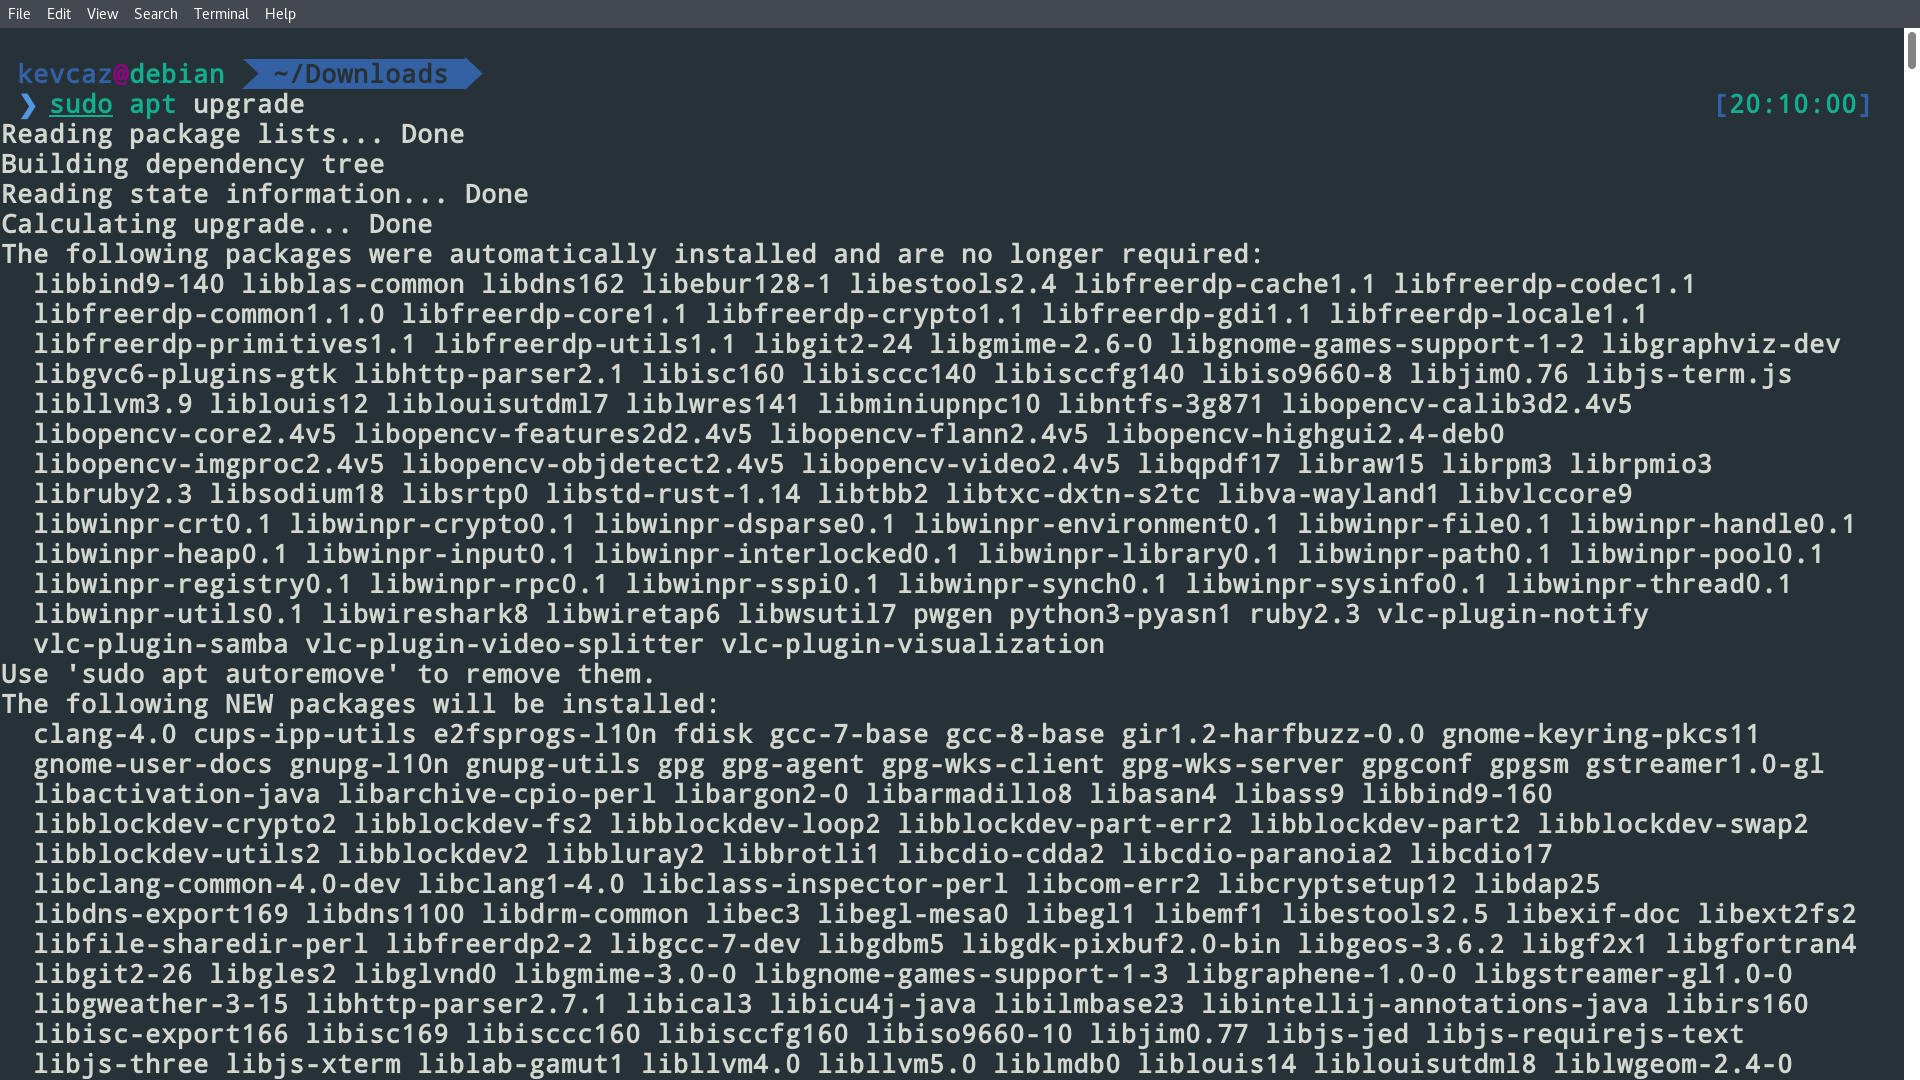 File Edit View Search Terminal Help
kevcaz@debian ~/Downloads
❯ sudo apt upgrade [20:10:00]
Reading package lists... Done
Building dependency tree
Reading state information... Done
Calculating upgrade... Done
The following packages were automatically installed and are no longer required:
libbind9-140 libblas-common libdns162 libebur128-1 libestools2.4 libfreerdp-cache1.1 libfreerdp-codec1.1
libfreerdp-common1.1.0 libfreerdp-core1.1 libfreerdp-crypto1.1 libfreerdp-gdi1.1 libfreerdp-locale1.1
libfreerdp-primitives1.1 libfreerdp-utils1.1 libgit2-24 libgmime-2.6-0 libgnome-games-support-1-2 libgraphviz-dev
libgvc6-plugins-gtk libhttp-parser2.1 libisc160 libisccc140 libisccfg140 libiso9660-8 libjim0.76 libjs-term.js
libllvm3.9 liblouis12 liblouisutdml7 liblwres141 libminiupnpc10 libntfs-3g871 libopencv-calib3d2.4v5
libopencv-core2.4v5 libopencv-features2d2.4v5 libopencv-flann2.4v5 libopencv-highgui2.4-deb0
libopencv-imgproc2.4v5 libopencv-objdetect2.4v5 libopencv-video2.4v5 libqpdf17 libraw15 librpm3 librpmio3
libruby2.3 libsodium18 libsrtp0 libstd-rust-1.14 libtbb2 libtxc-dxtn-s2tc libva-wayland1 libvlccore9
libwinpr-crt0.1 libwinpr-crypto0.1 libwinpr-dsparse0.1 libwinpr-environment0.1 libwinpr-file0.1 libwinpr-handle0.1
libwinpr-heap0.1 libwinpr-input0.1 libwinpr-interlocked0.1 libwinpr-library0.1 libwinpr-path0.1 libwinpr-pool0.1
libwinpr-registry0.1 libwinpr-rpc0.1 libwinpr-sspi0.1 libwinpr-synch0.1 libwinpr-sysinfo0.1 libwinpr-thread0.1
libwinpr-utils0.1 libwireshark8 libwiretap6 libwsutil7 pwgen python3-pyasn1 ruby2.3 vlc-plugin-notify
vlc-plugin-samba vlc-plugin-video-splitter vlc-plugin-visualization
Use 'sudo apt autoremove' to remove them.
The following NEW packages will be installed:
clang-4.0 cups-ipp-utils e2fsprogs-l10n fdisk gcc-7-base gcc-8-base gir1.2-harfbuzz-0.0 gnome-keyring-pkcs11
gnome-user-docs gnupg-l10n gnupg-utils gpg gpg-agent gpg-wks-client gpg-wks-server gpgconf gpgsm gstreamer1.0-gl
libactivation-java libarchive-cpio-perl libargon2-0 libarmadillo8 libasan4 libass9 libbind9-160
libblockdev-crypto2 libblockdev-fs2 libblockdev-loop2 libblockdev-part-err2 libblockdev-part2 libblockdev-swap2
libblockdev-utils2 libblockdev2 libbluray2 libbrotli1 libcdio-cdda2 libcdio-paranoia2 libcdio17
libclang-common-4.0-dev libclang1-4.0 libclass-inspector-perl libcom-err2 libcryptsetup12 libdap25
libdns-export169 libdns1100 libdrm-common libec3 libegl-mesa0 libegl1 libemf1 libestools2.5 libexif-doc libext2fs2
libfile-sharedir-perl libfreerdp2-2 libgcc-7-dev libgdbm5 libgdk-pixbuf2.0-bin libgeos-3.6.2 libgf2x1 libgfortran4
libgit2-26 libgles2 libglvnd0 libgmime-3.0-0 libgnome-games-support-1-3 libgraphene-1.0-0 libgstreamer-gl1.0-0
libgweather-3-15 libhttp-parser2.7.1 libical3 libicu4j-java libilmbase23 libintellij-annotations-java libirs160
libisc-export166 libisc169 libisccc160 libisccfg160 libiso9660-10 libjim0.77 libjs-jed libjs-requirejs-text
libjs-three libjs-xterm liblab-gamut1 libllvm4.0 libllvm5.0 liblmdb0 liblouis14 liblouisutdml8 liblwgeom-2.4-0